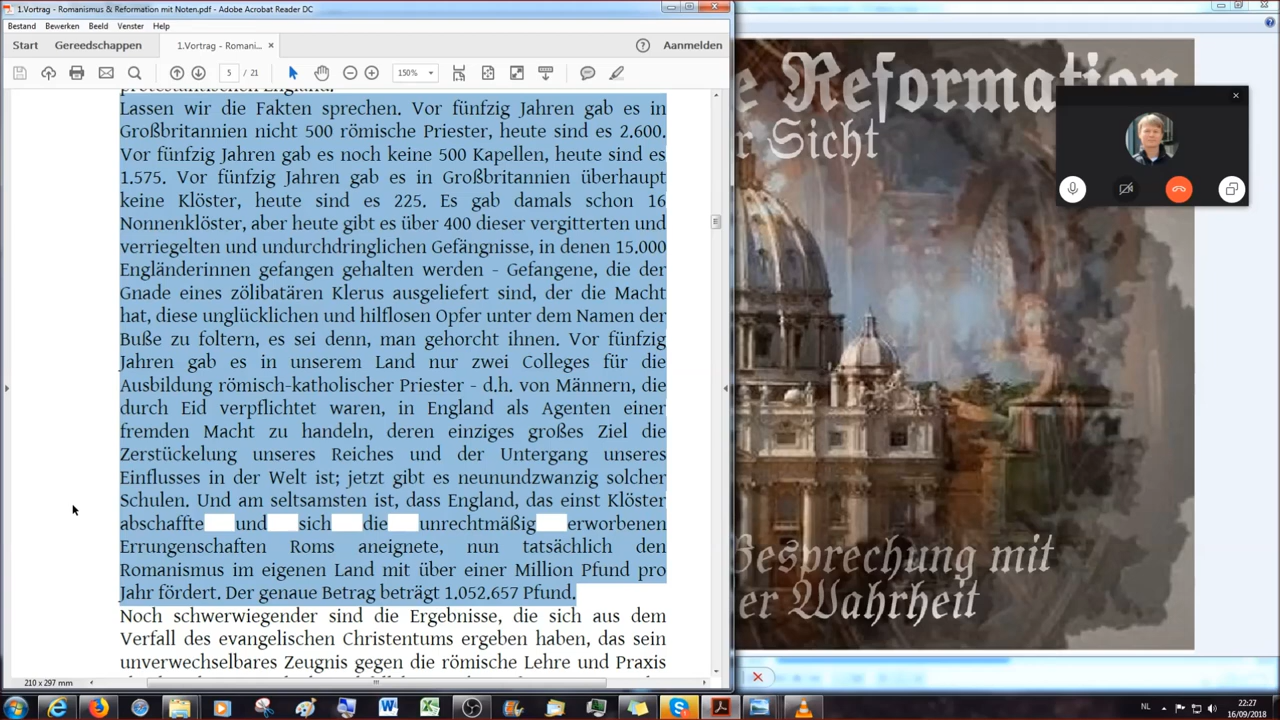 1.Vortrag - Romanismus & Reformation mit Noten.pdf - Adobe Acrobat Reader DC
Bestand Bewerken Beeld Venster Help
Start Gereedschappen 1.Vortrag - Romani... × Anmelden
5 / 21 150%
protestantischen England.
Lassen wir die Fakten sprechen. Vor fünfzig Jahren gab es in
Großbritannien nicht 500 römische Priester, heute sind es 2.600.
Vor fünfzig Jahren gab es noch keine 500 Kapellen, heute sind es
1.575. Vor fünfzig Jahren gab es in Großbritannien überhaupt
keine Klöster, heute sind es 225. Es gab damals schon 16
Nonnenklöster, aber heute gibt es über 400 dieser vergitterten und
verriegelten und undurchdringlichen Gefängnisse, in denen 15.000
Engländerinnen gefangen gehalten werden - Gefangene, die der
Gnade eines zölibatären Klerus ausgeliefert sind, der die Macht
hat, diese unglücklichen und hilflosen Opfer unter dem Namen der
Buße zu foltern, es sei denn, man gehorcht ihnen. Vor fünfzig
Jahren gab es in unserem Land nur zwei Colleges für die
Ausbildung römisch-katholischer Priester - d.h. von Männern, die
durch Eid verpflichtet waren, in England als Agenten einer
fremden Macht zu handeln, deren einziges großes Ziel die
Zerstückelung unseres Reiches und der Untergang unseres
Einflusses in der Welt ist; jetzt gibt es neunundzwanzig solcher
Schulen. Und am seltsamsten ist, dass England, das einst Klöster
abschaffte und sich die unrechtmäßig erworbenen
Errungenschaften Roms aneignete, nun tatsächlich den
Romanismus im eigenen Land mit über einer Million Pfund pro
Jahr fördert. Der genaue Betrag beträgt 1.052.657 Pfund.
Noch schwerwiegender sind die Ergebnisse, die sich aus dem
Verfall des evangelischen Christentums ergeben haben, das sein
unverwechselbares Zeugnis gegen die römische Lehre und Praxis
210 x 297 mm
e Reformation
r Sicht
Besprechung mit
er Wahrheit
NL 22:27
16/09/2018